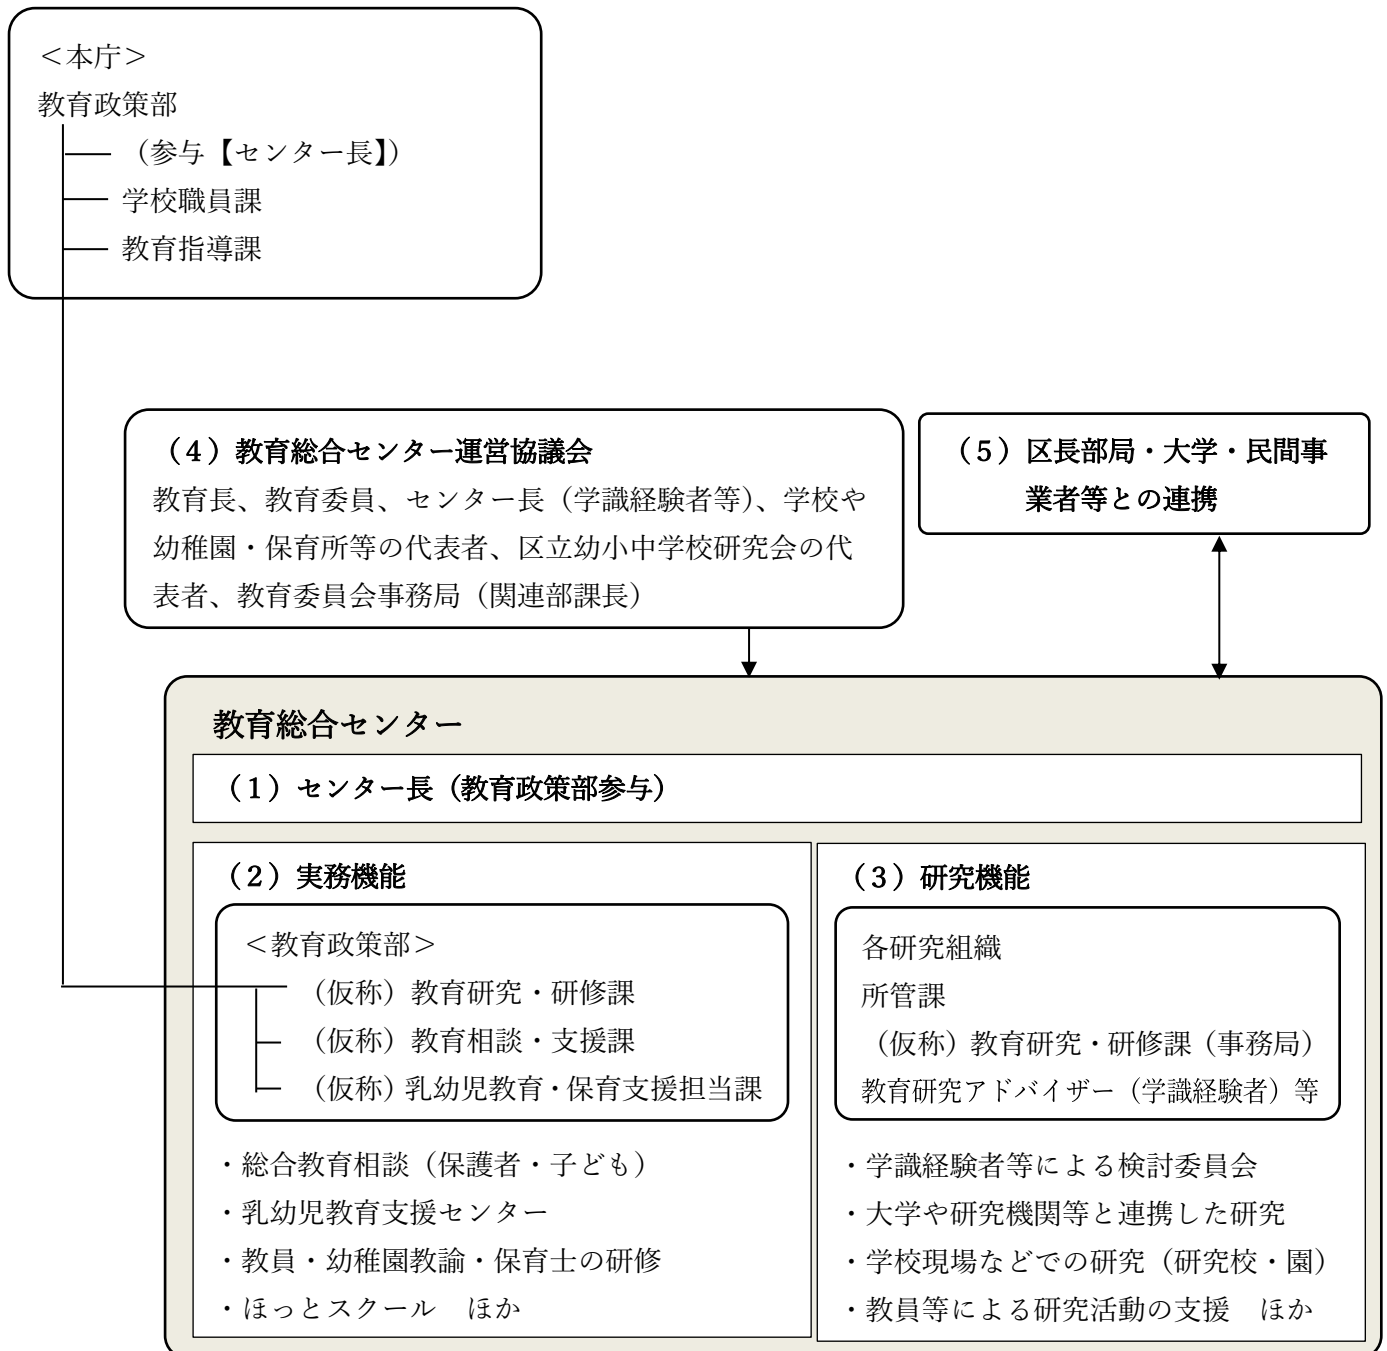 ＜本庁＞
教育政策部
（参与【センター長】）
学校職員課
教育指導課
（４）教育総合センター運営協議会
教育長、教育委員、センター長（学識経験者等）、学校や
幼稚園・保育所等の代表者、区立幼小中学校研究会の代
表者、教育委員会事務局（関連部課長）
（５）区長部局・大学・民間事
業者等との連携
教育総合センター
（１）センター長（教育政策部参与）
（２）実務機能
＜教育政策部＞
（仮称）教育研究・研修課
（仮称）教育相談・支援課
（仮称）乳幼児教育・保育支援担当課
・総合教育相談（保護者・子ども）
・乳幼児教育支援センター
・教員・幼稚園教諭・保育士の研修
・ほっとスクール　ほか
（３）研究機能
各研究組織
所管課
（仮称）教育研究・研修課（事務局）
教育研究アドバイザー（学識経験者）等
・学識経験者等による検討委員会
・大学や研究機関等と連携した研究
・学校現場などでの研究（研究校・園）
・教員等による研究活動の支援　ほか